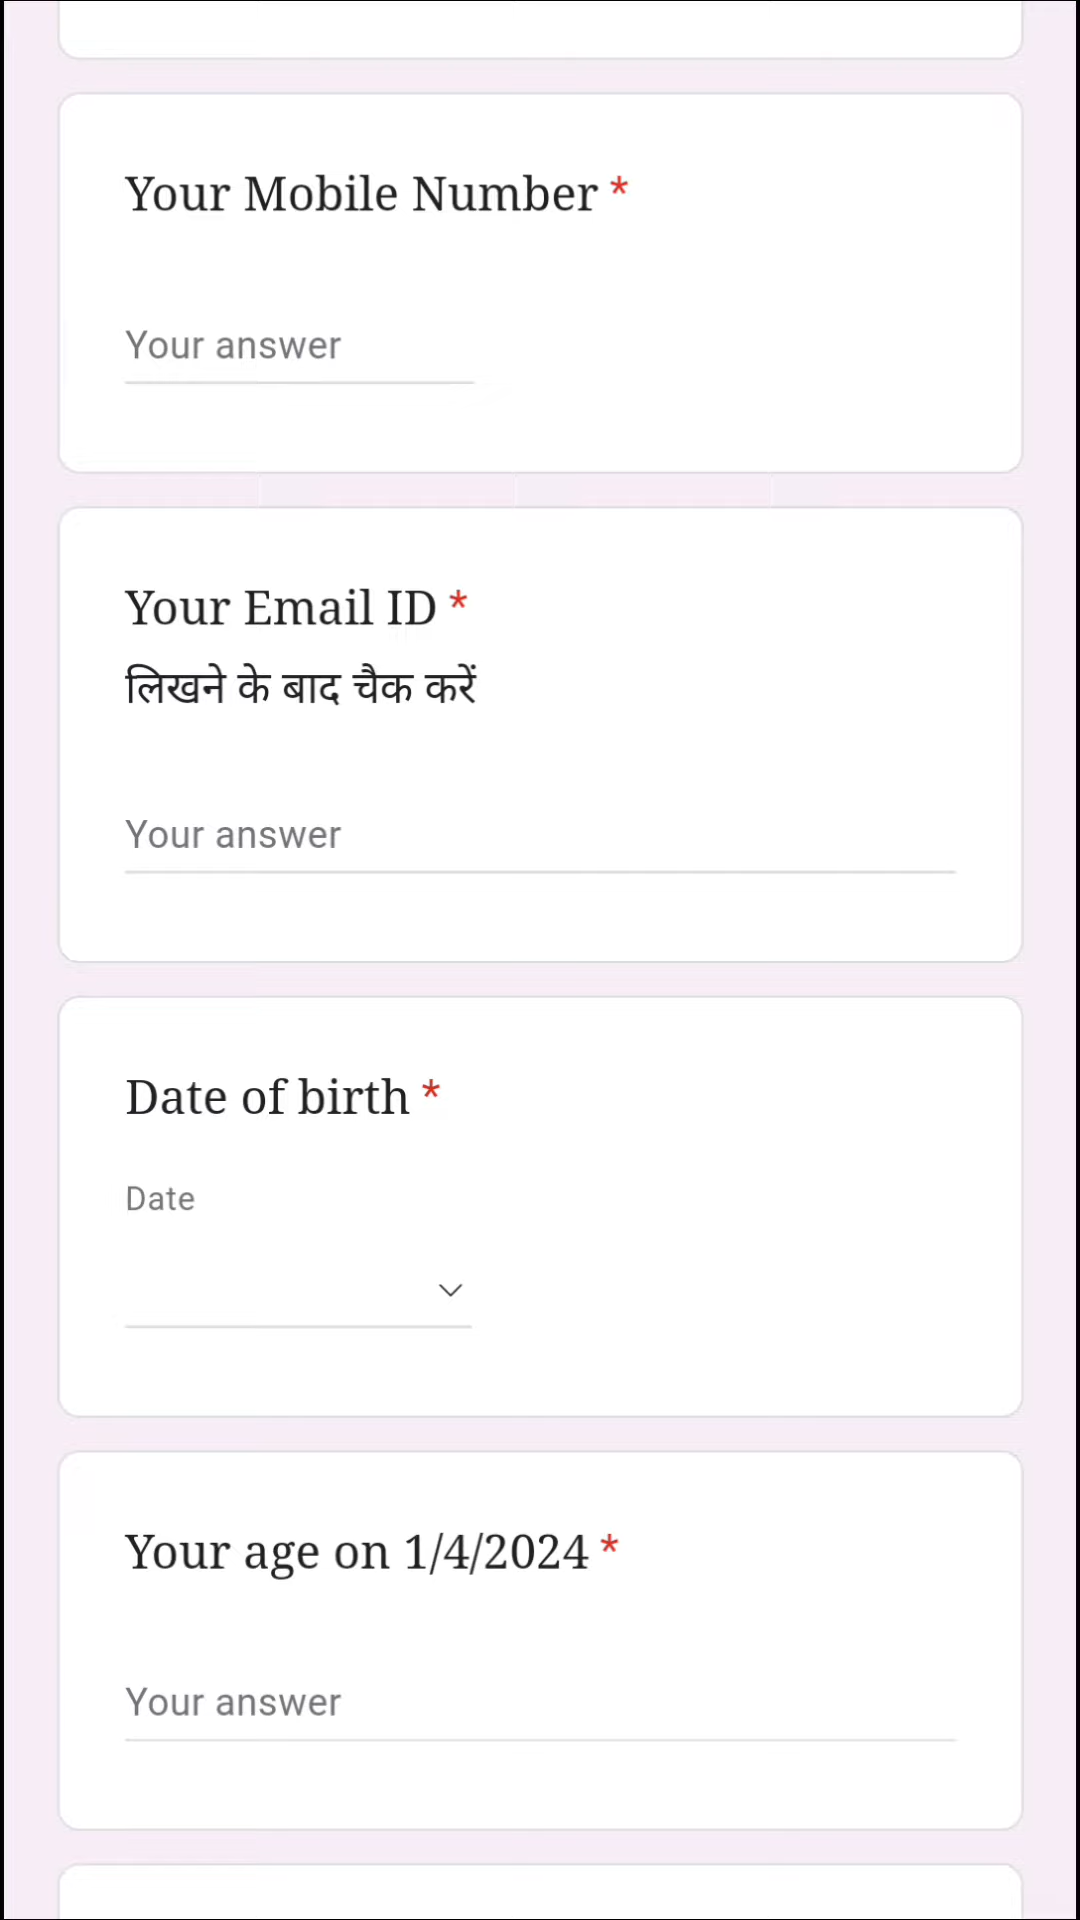 Your Mobile Number *
Your answer
Your Email ID *
लिखने के बाद चैक करें
Your answer
Date of birth *
Date
Your age on 1/4/2024 *
Your answer